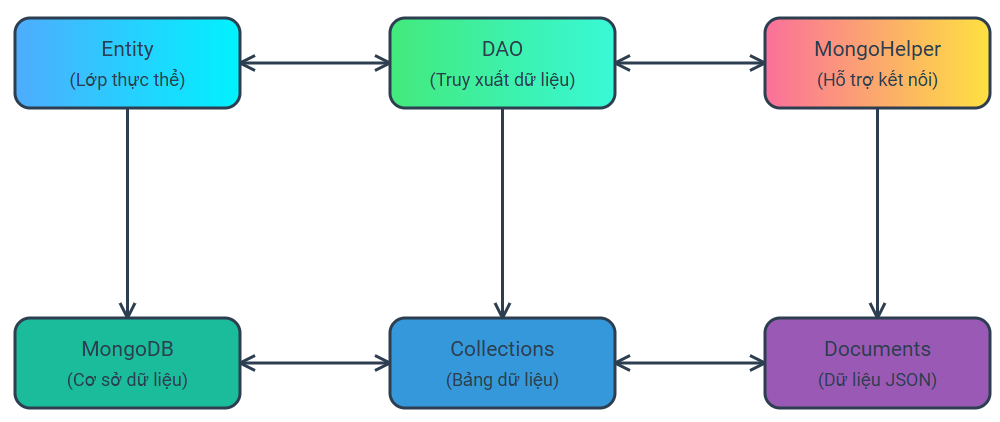 Entity
(Lớp thực thể)
DAO
(Truy xuất dữ liệu)
MongoHelper
(Hỗ trợ kết nối)
MongoDB
(Cơ sở dữ liệu)
Collections
(Bảng dữ liệu)
Documents
(Dữ liệu JSON)